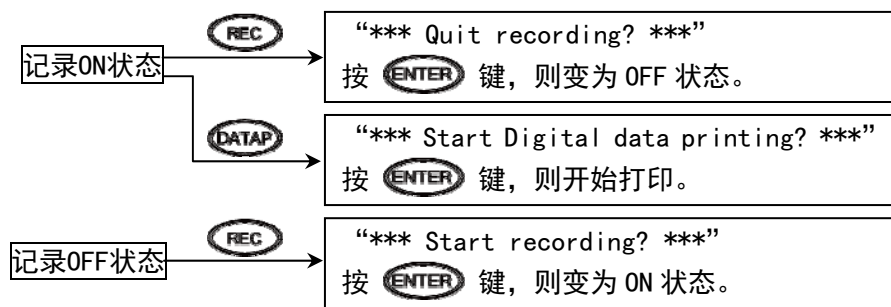 REC
“*** Quit recording? ***”
记录ON状态
按 ENTER 键，则变为 OFF 状态。
DATAP
“*** Start Digital data printing? ***”
按 ENTER 键，则开始打印。
REC
“*** Start recording? ***”
记录OFF状态
按 ENTER 键，则变为 ON 状态。